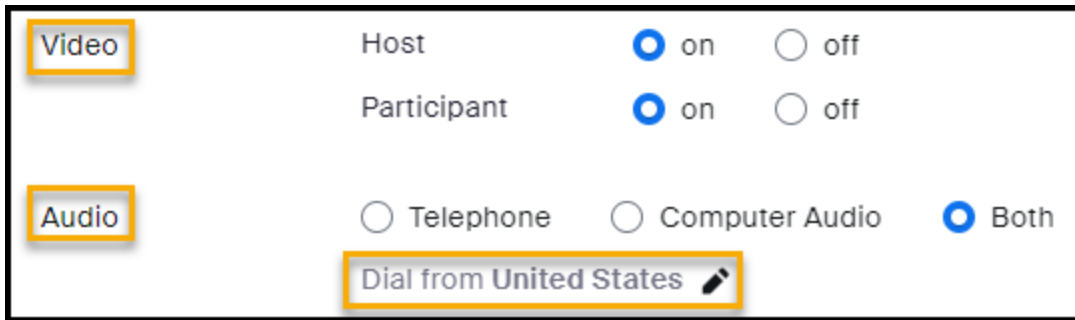 Video Host on off
Participant on off
Audio Telephone Computer Audio Both
Dial from United States